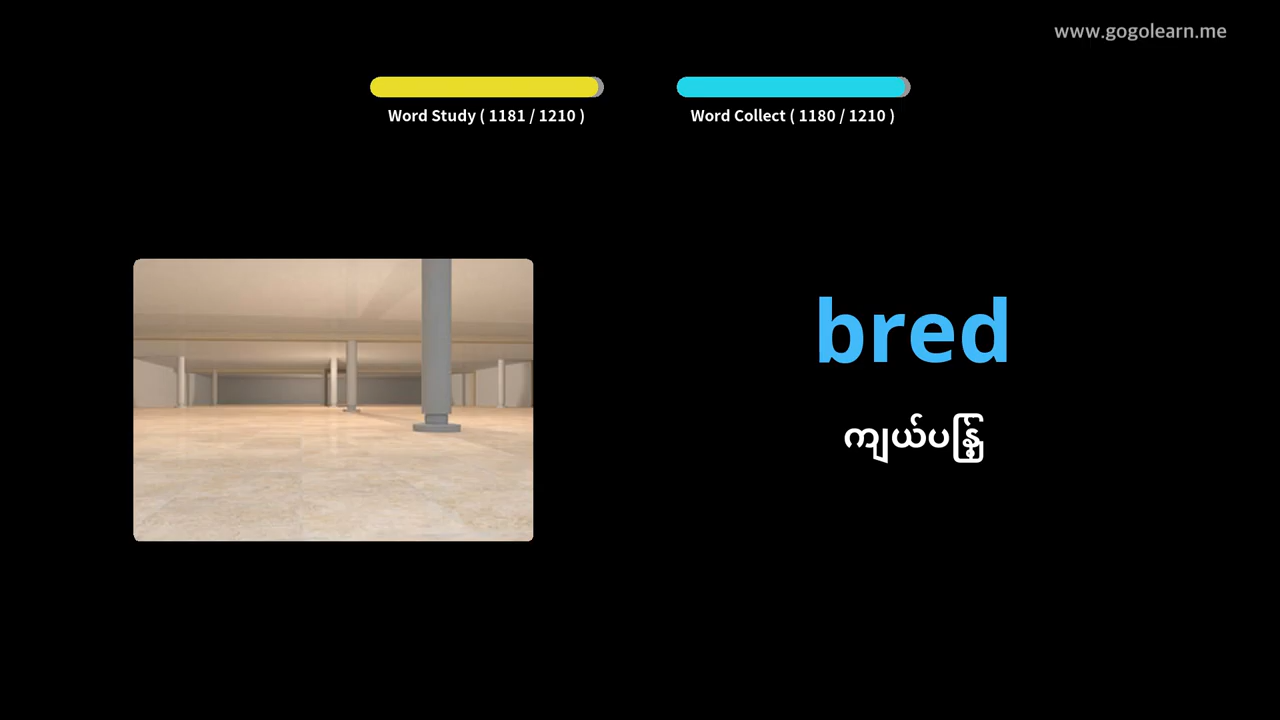 www.gogolearn.me
Word Study ( 1181 / 1210 )
Word Collect ( 1180 / 1210 )
bred
ကျယ်ပြန့်